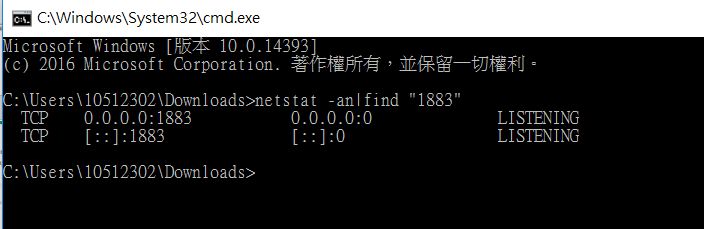 C:\Windows\System32\cmd.exe
Microsoft Windows [版本 10.0.14393]
(c) 2016 Microsoft Corporation. 著作權所有，並保留一切權利。
C:\Users\10512302\Downloads>netstat -an|find "1883"
TCP    0.0.0.0:1883           0.0.0.0:0              LISTENING
TCP    [::]:1883              [::]:0                 LISTENING
C:\Users\10512302\Downloads>